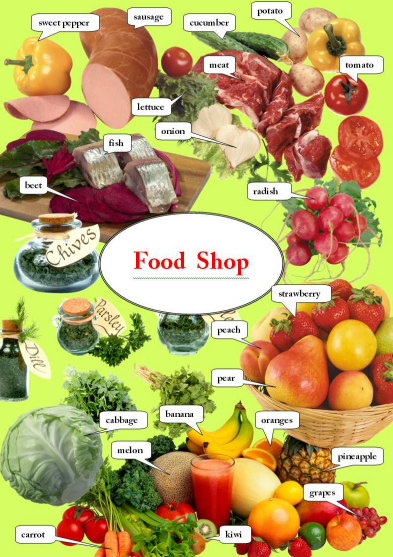 potato
sausage
sweet pepper
cucumber
meat
tomato
lettuce
onion
fish
beet
radish
Chives
Food Shop
strawberry
Parsley
peach
Dill
pear
banana
cabbage
oranges
melon
pineapple
grapes
carrot
kiwi